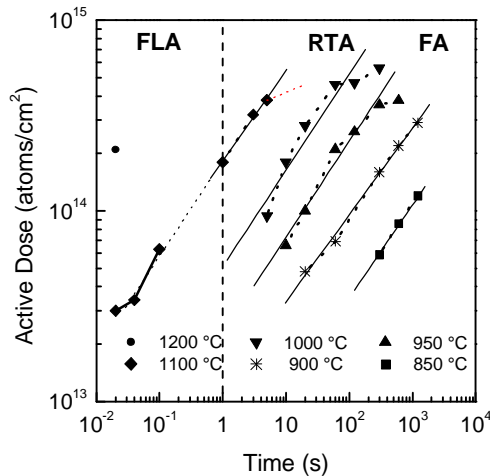 10^15
FLA RTA FA
10^14
Active Dose (atoms/cm^2)
1200 °C 1000 °C 950 °C
1100 °C 900 °C 850 °C
10^13
10^-2 10^-1 1 10^1 10^2 10^3 10^4
Time (s)